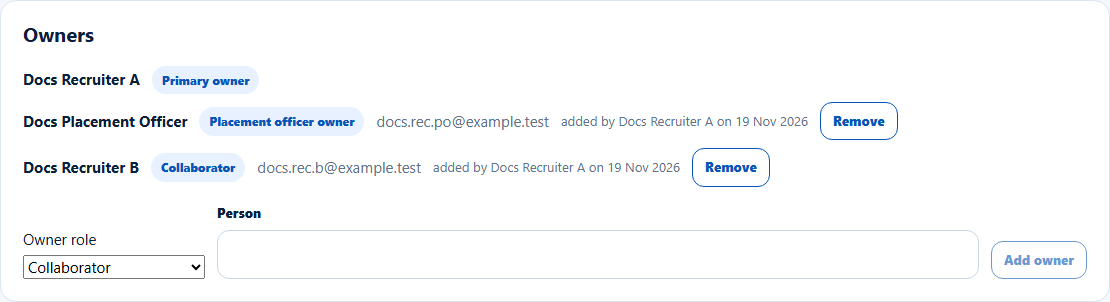 Owners
Docs Recruiter A Primary owner
Docs Placement Officer Placement officer owner docs.rec.po@example.test added by Docs Recruiter A on 19 Nov 2026 Remove
Docs Recruiter B Collaborator docs.rec.b@example.test added by Docs Recruiter A on 19 Nov 2026 Remove
Person
Owner role
Collaborator Add owner